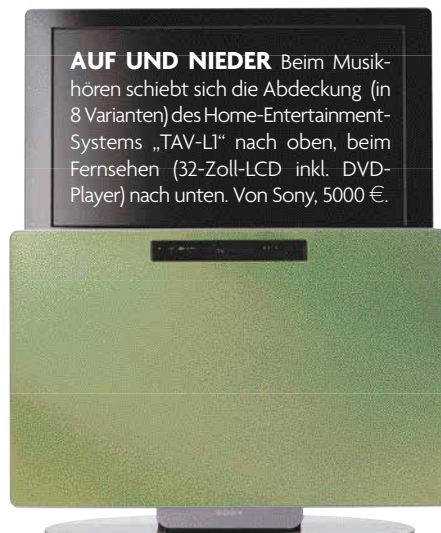 AUF UND NIEDER Beim Musik-
hören schiebt sich die Abdeckung (in
8 Varianten) des Home-Entertainment-
Systems „TAV-L1“ nach oben, beim
Fernsehen (32-Zoll-LCD inkl. DVD-
Player) nach unten. Von Sony, 5000 €.
SONY